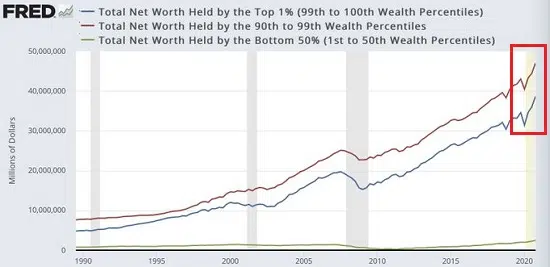 FRED
Total Net Worth Held by the Top 1% (99th to 100th Wealth Percentiles)
Total Net Worth Held by the 90th to 99th Wealth Percentiles
Total Net Worth Held by the Bottom 50% (1st to 50th Wealth Percentiles)
50,000,000
40,000,000
30,000,000
20,000,000
10,000,000
0
Millions of Dollars
1990 1995 2000 2005 2010 2015 2020